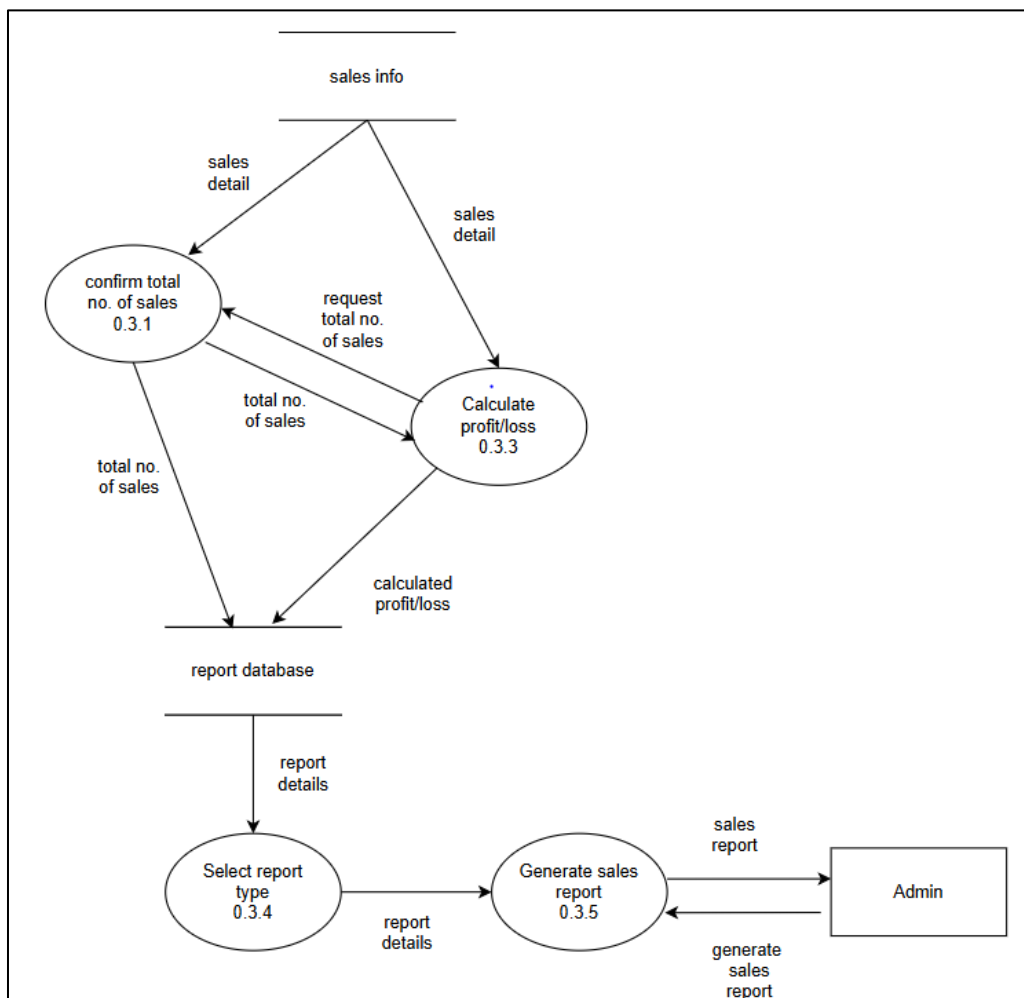 sales info
sales
detail
sales
detail
confirm total
no. of sales
0.3.1
request
total no.
of sales
total no.
of sales
Calculate
profit/loss
0.3.3
total no.
of sales
calculated
profit/loss
report database
report
details
Select report
type
0.3.4
report
details
Generate sales
report
0.3.5
sales
report
Admin
generate
sales
report